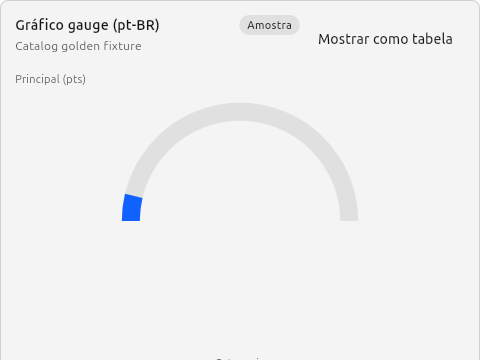 Gráfico gauge (pt-BR)
Amostra
Mostrar como tabela
Catalog golden fixture
Principal (pts)